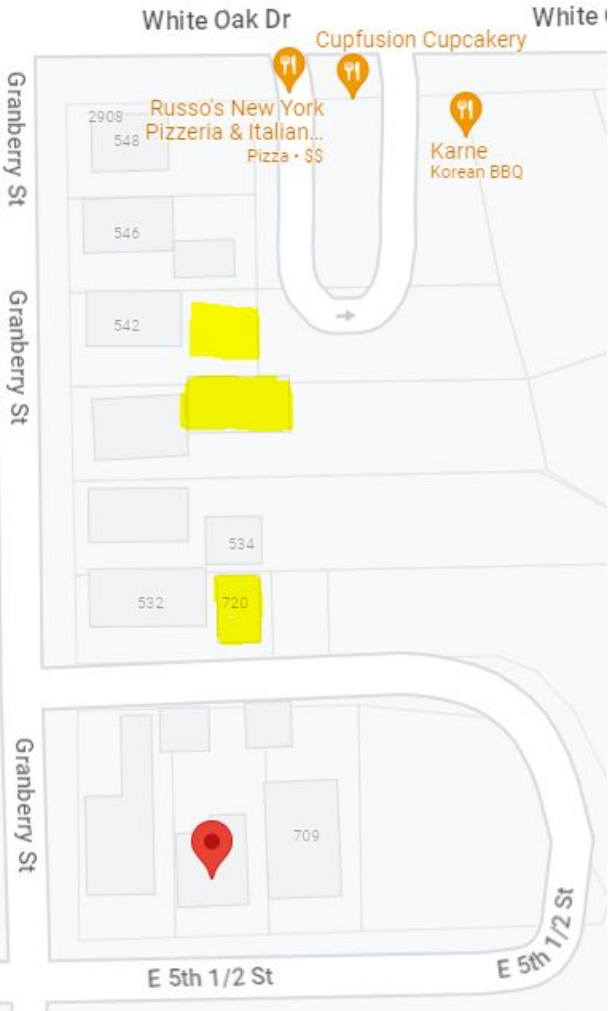 White Oak Dr
White
Cupfusion Cupcakery
Granberry St
2908
548
Russo's New York
Pizzeria & Italian...
Pizza • $$
Karne
Korean BBQ
546
Granberry St
542
534
532
720
Granberry St
709
E 5th 1/2 St
E 5th 1/2 St